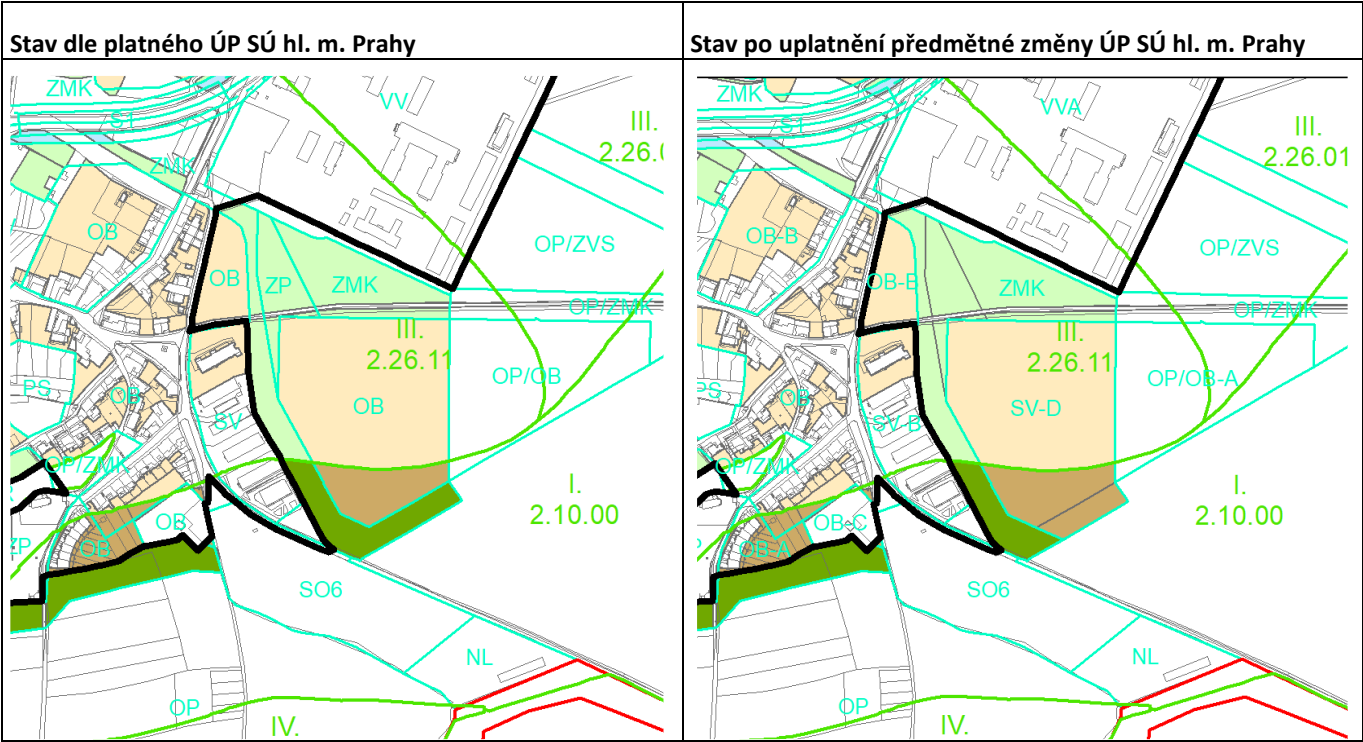 Stav dle platného ÚP SÚ hl. m. Prahy
ZMK
S1
VV
III.
2.26.0
ZMK
OB
OB
ZP
ZMK
OP/ZVS
OP/ZMK
III.
2.26.11
OP/OB
PS
OB
SV
OB
OP/ZMK
I.
2.10.00
OB
OB
ZP
SO6
NL
OP
IV.
Stav po uplatnění předmětné změny ÚP SÚ hl. m. Prahy
ZMK
S1
VVA
III.
2.26.01
OB-B
OB-B
ZMK
OP/ZVS
OP/ZMK
III.
2.26.11
OP/OB-A
PS
OB
SV-B
SV-D
OP/ZMK
I.
2.10.00
OB-C
OB-A
SO6
NL
OP
IV.